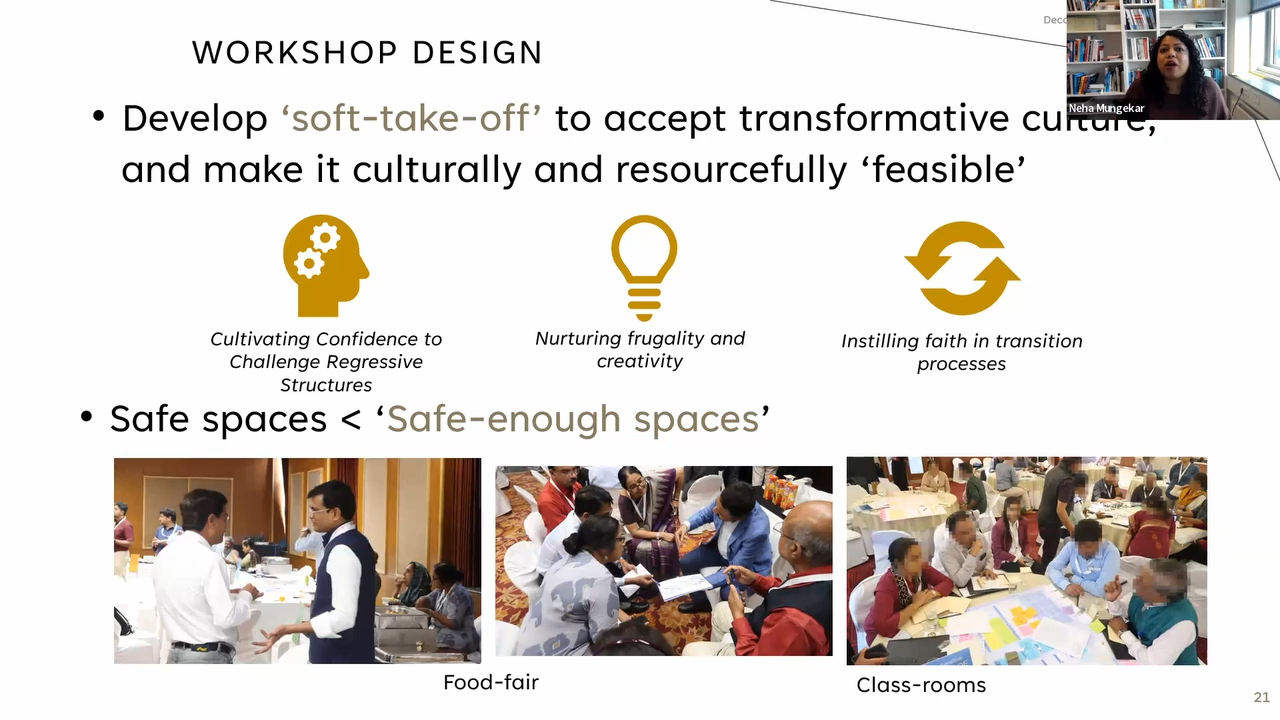 Deco
WORKSHOP DESIGN
Neha Mungekar
• Develop ‘soft-take-off’ to accept transformative culture,
and make it culturally and resourcefully ‘feasible’
Cultivating Confidence to
Challenge Regressive
Structures
Nurturing frugality and
creativity
Instilling faith in transition
processes
• Safe spaces < ‘Safe-enough spaces’
Food-fair
Class-rooms
21